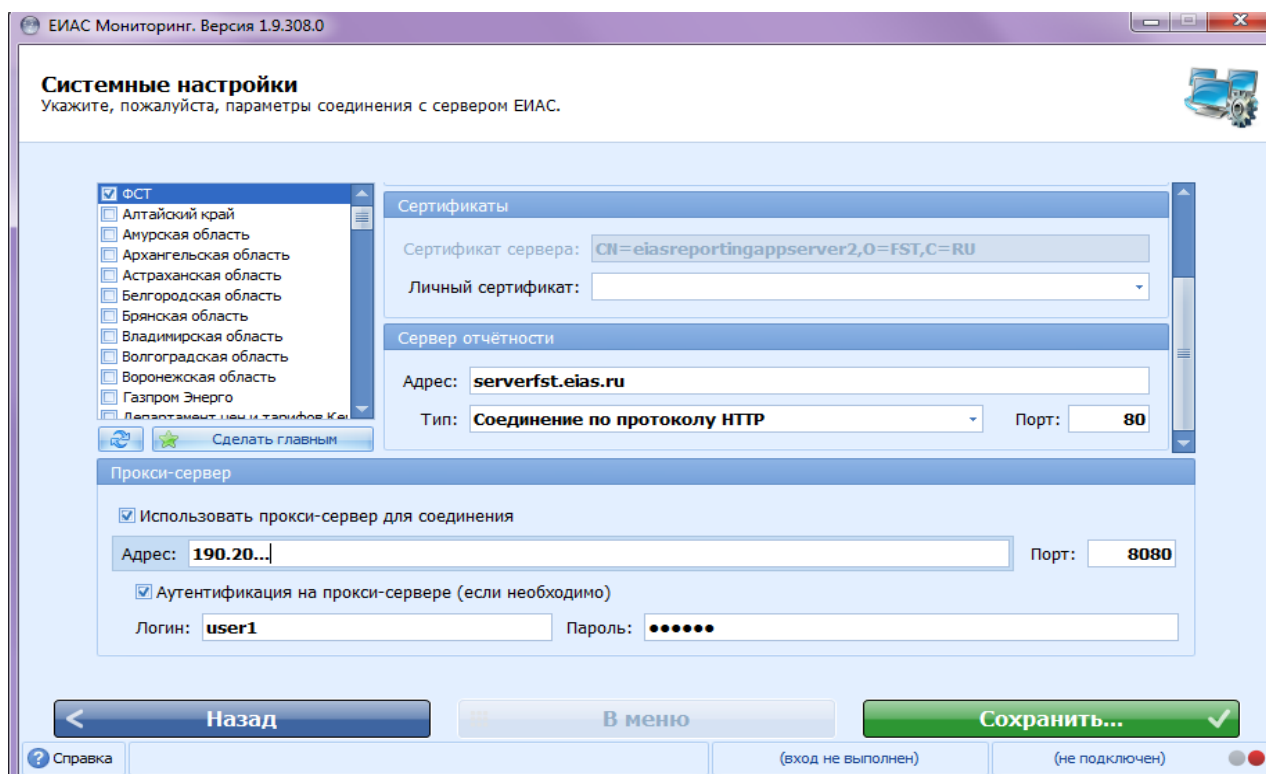 ЕИАС Мониторинг. Версия 1.9.308.0
Системные настройки
Укажите, пожалуйста, параметры соединения с сервером ЕИАС.
ФСТ
Алтайский край
Амурская область
Архангельская область
Астраханская область
Белгородская область
Брянская область
Владимирская область
Волгоградская область
Воронежская область
Газпром Энерго
Департамент цен и тарифов
Сделать главным
Сертификаты
Сертификат сервера: CN=eiasreportingappserver2,O=FST,C=RU
Личный сертификат:
Сервер отчётности
Адрес: serverfst.eias.ru
Тип: Соединение по протоколу HTTP Порт: 80
Прокси-сервер
Использовать прокси-сервер для соединения
Адрес: 190.20... Порт: 8080
Аутентификация на прокси-сервере (если необходимо)
Логин: user1 Пароль: ●●●●●●
Назад В меню Сохранить...
Справка (вход не выполнен) (не подключен)